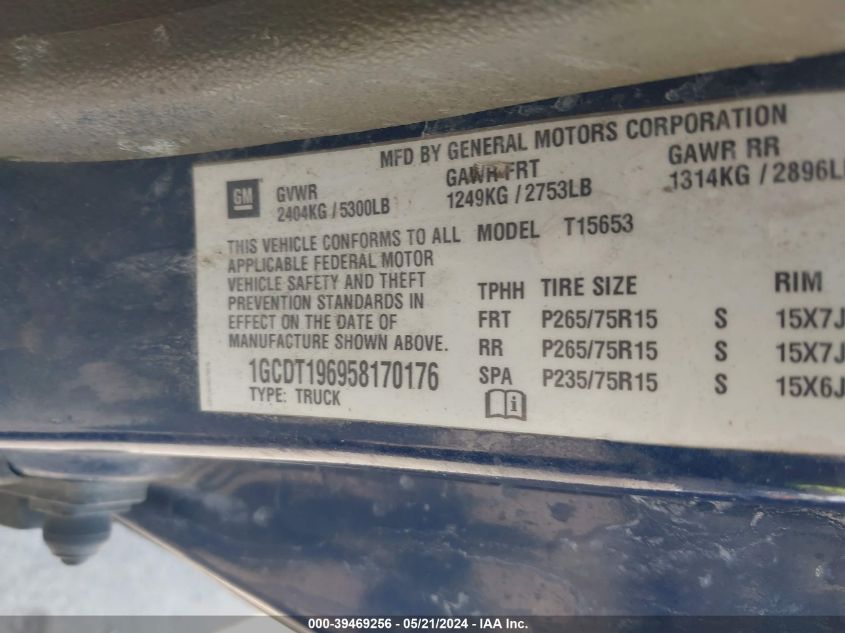 MFD BY GENERAL MOTORS CORPORATION
GM
GVWR
2404KG / 5300LB
GAWR FRT
1249KG / 2753LB
GAWR RR
1314KG / 2896L
THIS VEHICLE CONFORMS TO ALL
APPLICABLE FEDERAL MOTOR
VEHICLE SAFETY AND THEFT
PREVENTION STANDARDS IN
EFFECT ON THE DATE OF
MANUFACTURE SHOWN ABOVE.
1GCDT196958170176
TYPE: TRUCK
MODEL T15653
TPHH TIRE SIZE RIM
FRT P265/75R15 S 15X7J
RR P265/75R15 S 15X7J
SPA P235/75R15 S 15X6J
i
000-39469256 - 05/21/2024 - IAA Inc.